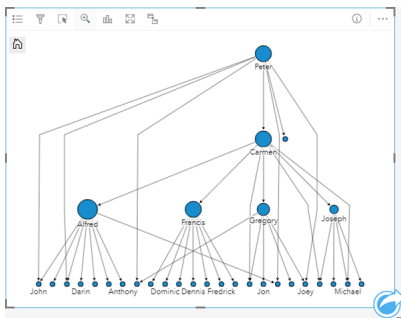 Peter
Carmen
Alfred
Francis
Gregory
Joseph
John Darin Anthony Dominic Dennis Fredrick Jon Joey Michael